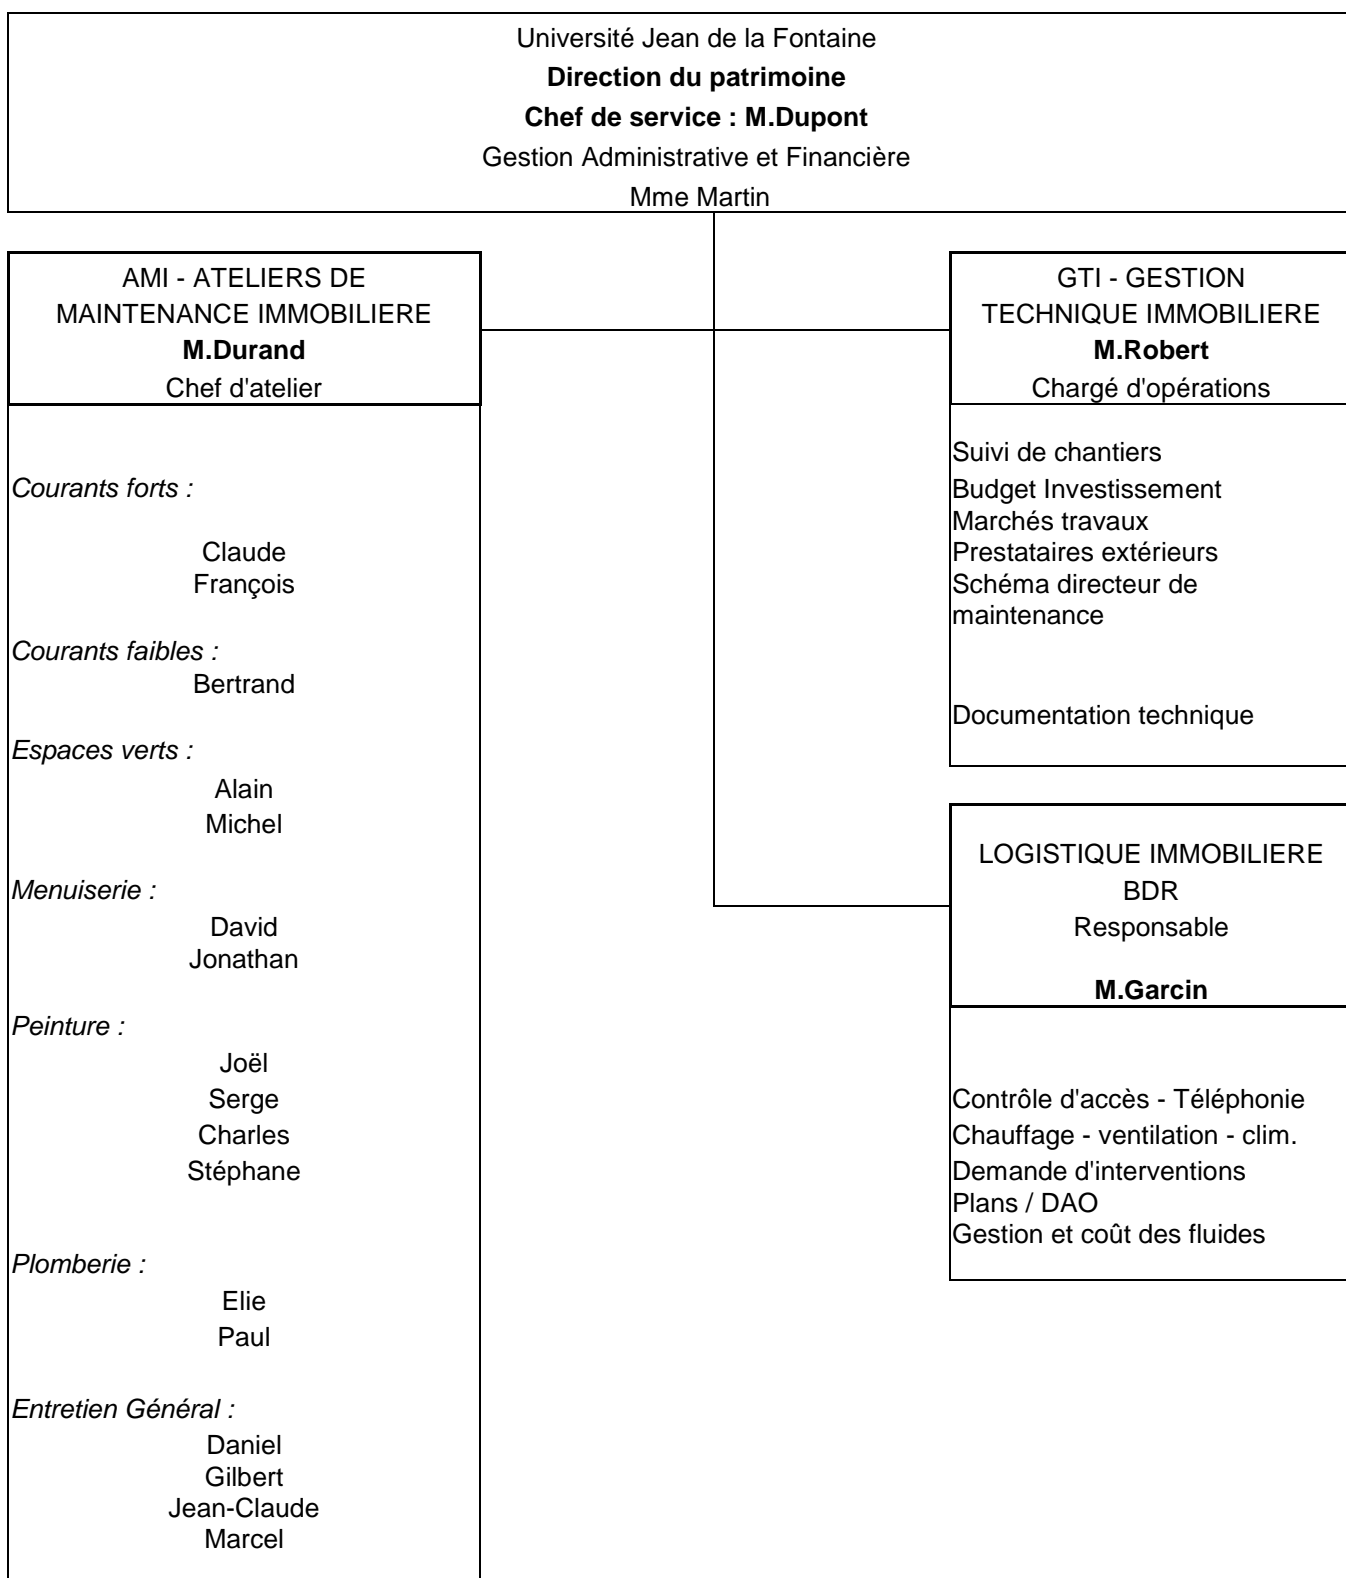 Université Jean de la Fontaine
Direction du patrimoine
Chef de service : M.Dupont
Gestion Administrative et Financière
Mme Martin
AMI - ATELIERS DE
MAINTENANCE IMMOBILIERE
M.Durand
Chef d'atelier
Courants forts :
Claude
François
Courants faibles :
Bertrand
Espaces verts :
Alain
Michel
Menuiserie :
David
Jonathan
Peinture :
Joël
Serge
Charles
Stéphane
Plomberie :
Elie
Paul
Entretien Général :
Daniel
Gilbert
Jean-Claude
Marcel
GTI - GESTION
TECHNIQUE IMMOBILIERE
M.Robert
Chargé d'opérations
Suivi de chantiers
Budget Investissement
Marchés travaux
Prestataires extérieurs
Schéma directeur de
maintenance
Documentation technique
LOGISTIQUE IMMOBILIERE
BDR
Responsable
M.Garcin
Contrôle d'accès - Téléphonie
Chauffage - ventilation - clim.
Demande d'interventions
Plans / DAO
Gestion et coût des fluides